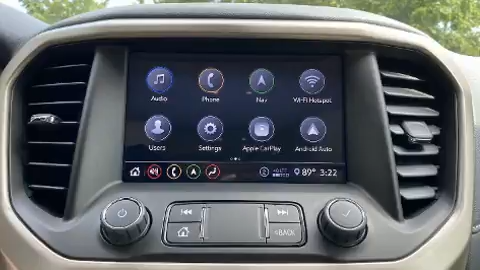 Audio Phone Nav Wi-Fi Hotspot
Users Settings Apple CarPlay Android Auto
89° 3:22
BACK